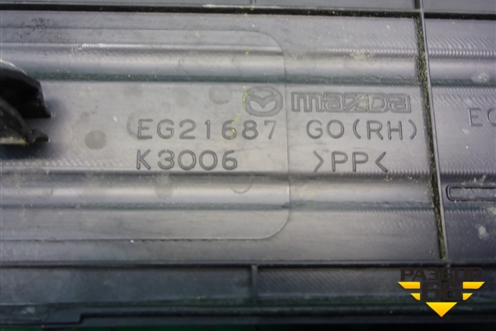 mazda
EG21687 GO(RH)
K3006 >PP<